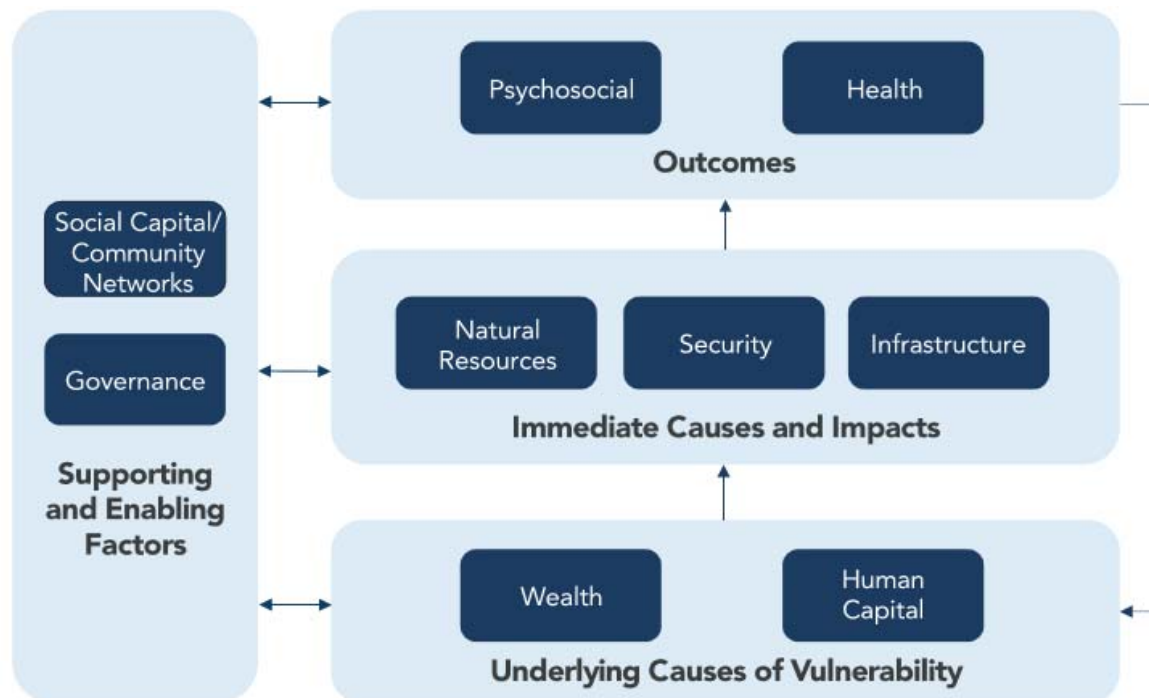 Psychosocial
Health
Outcomes
Social Capital/
Community
Networks
Governance
Supporting
and Enabling
Factors
Natural
Resources
Security
Infrastructure
Immediate Causes and Impacts
Wealth
Human
Capital
Underlying Causes of Vulnerability